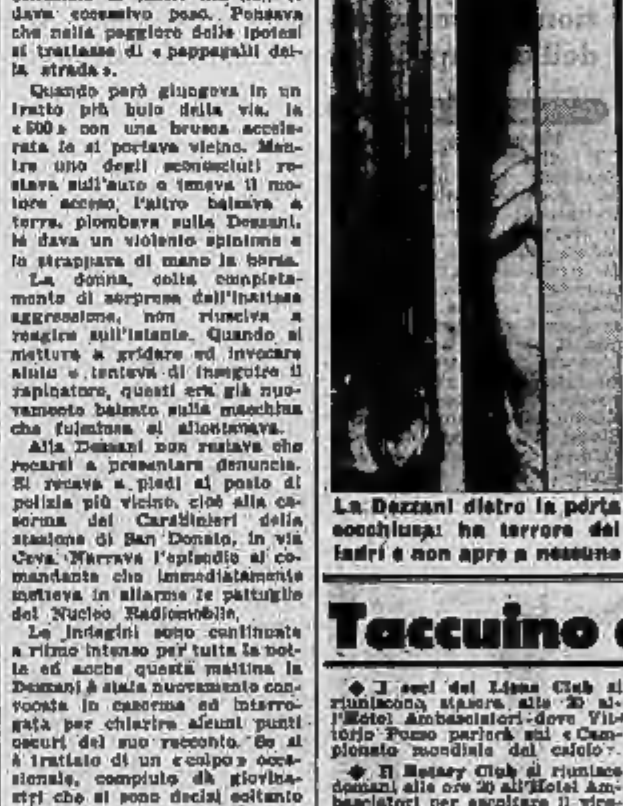 dava eccessivo peso. Pensava
che nella peggiore delle ipotesi
si trattasse di « pappagalli del-
la strada ».
Quando però giungeva in un
tratto più buio della via, la
« 500 » con una brusca accele-
rata le si portava vicino. Men-
tre uno degli sconosciuti re-
stava sull'auto e teneva il mo-
tore acceso, l'altro balzava a
terra, piombava sulla Dezzani,
le dava un violento spintone e
le strappava di mano la borsa.
La donna, colta completa-
mente di sorpresa dall'inattesa
aggressione, non riusciva a
reagire sull'istante. Quando si
metteva a gridare ed invocare
aiuto e tentava di inseguire il
rapinatore, questi era già nuo-
vamente balzato sulla macchina
che fulminea si allontanava.
Alla Dezzani non restava che
recarsi a presentare denuncia.
Si recava a piedi al posto di
polizia più vicino, cioè alla ca-
serma dei Carabinieri della
stazione di San Donato, in via
Ceva. Narrava l'episodio al co-
mandante che immediatamente
metteva in allarme le pattuglie
del Nucleo Radiomobile.
Le indagini sono continuate
a ritmo intenso per tutta la not-
te ed anche questa mattina la
Dezzani è stata nuovamente con-
vocata in caserma ed interro-
gata per chiarire alcuni punti
oscuri del suo racconto. Se si
è trattato di un « colpo » occa-
sionale, compiuto da giovina-
stri che si sono decisi soltanto
La Dezzani dietro la porta
socchiusa: ha terrore dei
ladri e non apre a nessuno
Taccuino
◆ I soci del Lions Club si
riuniscono stasera alle 20 al-
l'Hotel Ambasciatori dove Vit-
torio Pozzo parlerà sui « Cam-
pionato mondiale del calcio ».
◆ Il Rotary Club si riunisce
domani alle ore 20 all'Hotel Am-
basciatori per ascoltare